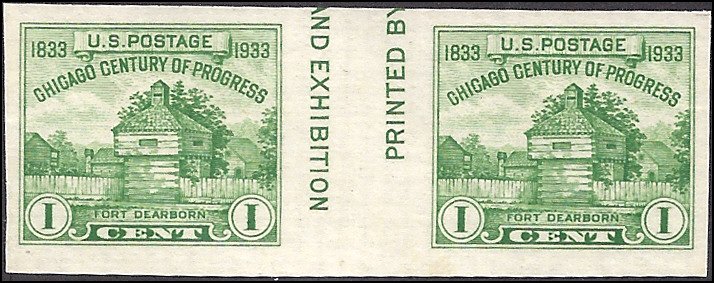 1833 U.S. POSTAGE 1933
CHICAGO CENTURY OF PROGRESS
FORT DEARBORN
1 CENT 1
ND EXHIBITION
PRINTED BY
1833 U.S. POSTAGE 1933
CHICAGO CENTURY OF PROGRESS
FORT DEARBORN
1 CENT 1